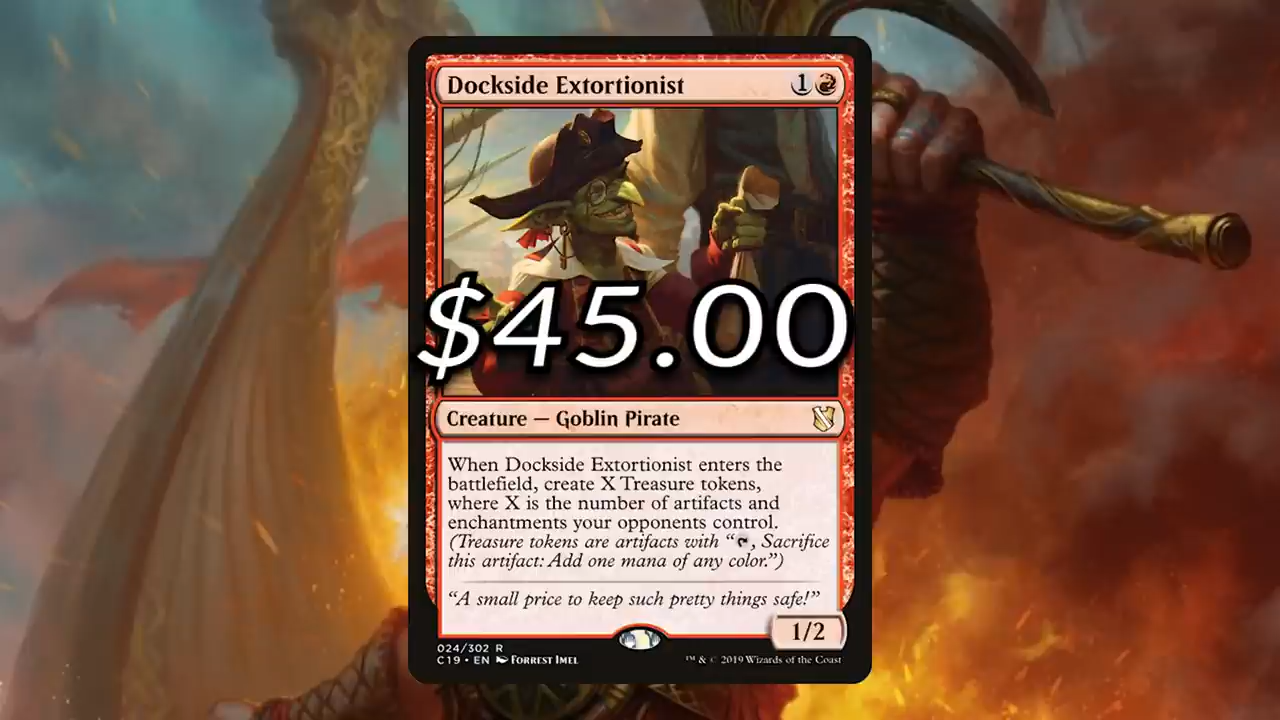 Dockside Extortionist 1
$45.00
Creature — Goblin Pirate
When Dockside Extortionist enters the
battlefield, create X Treasure tokens,
where X is the number of artifacts and
enchantments your opponents control.
(Treasure tokens are artifacts with “, Sacrifice
this artifact: Add one mana of any color.”)
“A small price to keep such pretty things safe!”
1/2
024/302 R
C19 • EN Forrest Imel
™ & © 2019 Wizards of the Coast